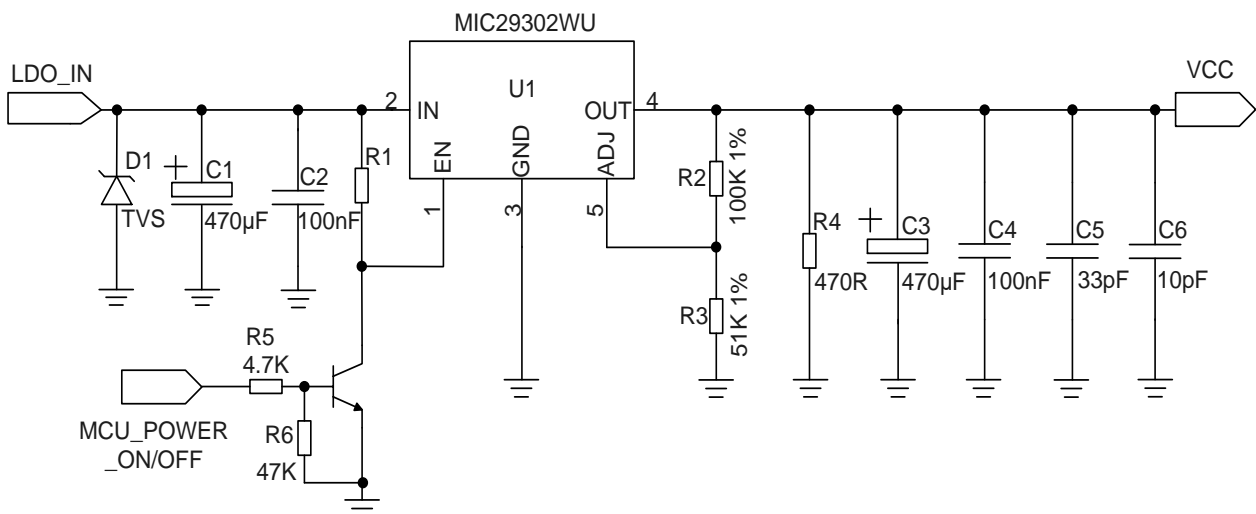 MIC29302WU
LDO_IN
VCC
2
IN
U1
OUT
4
EN
GND
ADJ
1
3
5
D1
TVS
+
C1
470µF
C2
100nF
R1
R2
100K 1%
R3
51K 1%
R4
470R
+
C3
470µF
C4
100nF
C5
33pF
C6
10pF
R5
4.7K
MCU_POWER
_ON/OFF
R6
47K